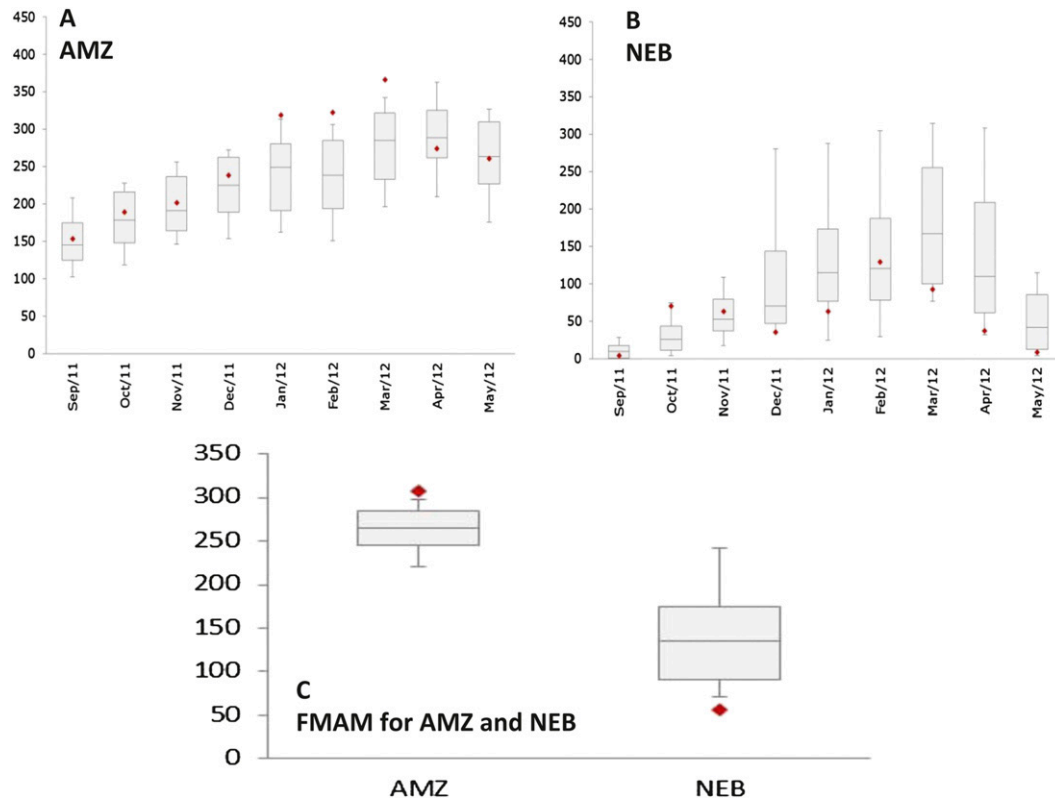 A
AMZ
450
400
350
300
250
200
150
100
50
0
Sep/11
Oct/11
Nov/11
Dec/11
Jan/12
Feb/12
Mar/12
Apr/12
May/12
B
NEB
450
400
350
300
250
200
150
100
50
0
Sep/11
Oct/11
Nov/11
Dec/11
Jan/12
Feb/12
Mar/12
Apr/12
May/12
350
300
250
200
150
100
50
0
C
FMAM for AMZ and NEB
AMZ
NEB